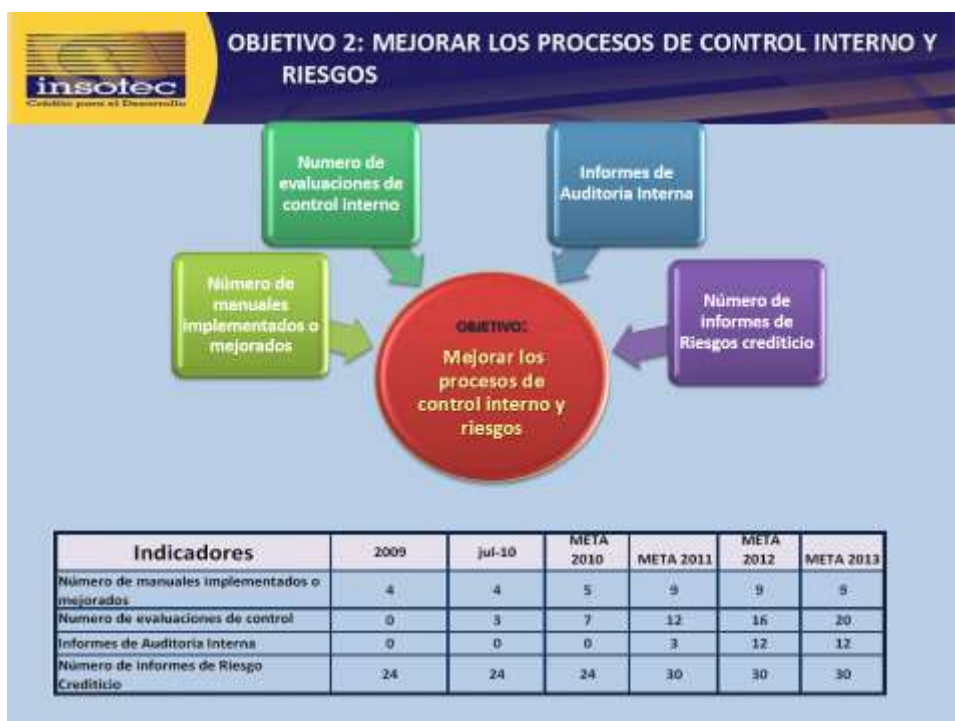 OBJETIVO 2: MEJORAR LOS PROCESOS DE CONTROL INTERNO Y
RIESGOS
insotec
Crédito para el Desarrollo
Numero de
evaluaciones de
control interno
Informes de
Auditoria Interna
Número de
manuales
implementados o
mejorados
Número de
informes de
Riesgos crediticio
OBJETIVO:
Mejorar los
procesos de
control interno y
riesgos
Indicadores 2009 jul-10 META 2010 META 2011 META 2012 META 2013
Número de manuales implementados o
mejorados 4 4 5 9 9 9
Numero de evaluaciones de control 0 3 7 12 16 20
Informes de Auditoria Interna 0 0 0 3 12 12
Número de informes de Riesgo
Crediticio 24 24 24 30 30 30